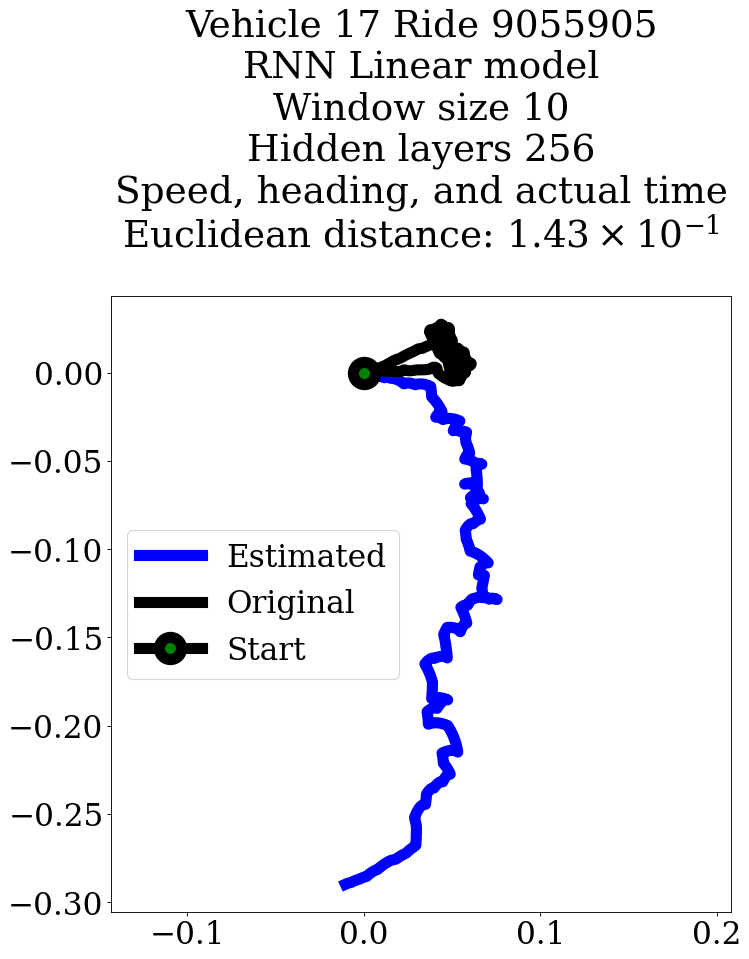 Vehicle 17 Ride 9055905
RNN Linear model
Window size 10
Hidden layers 256
Speed, heading, and actual time
Euclidean distance: 1.43 × 10⁻¹
0.00
−0.05
−0.10
−0.15
−0.20
−0.25
−0.30
Estimated
Original
Start
−0.1
0.0
0.1
0.2